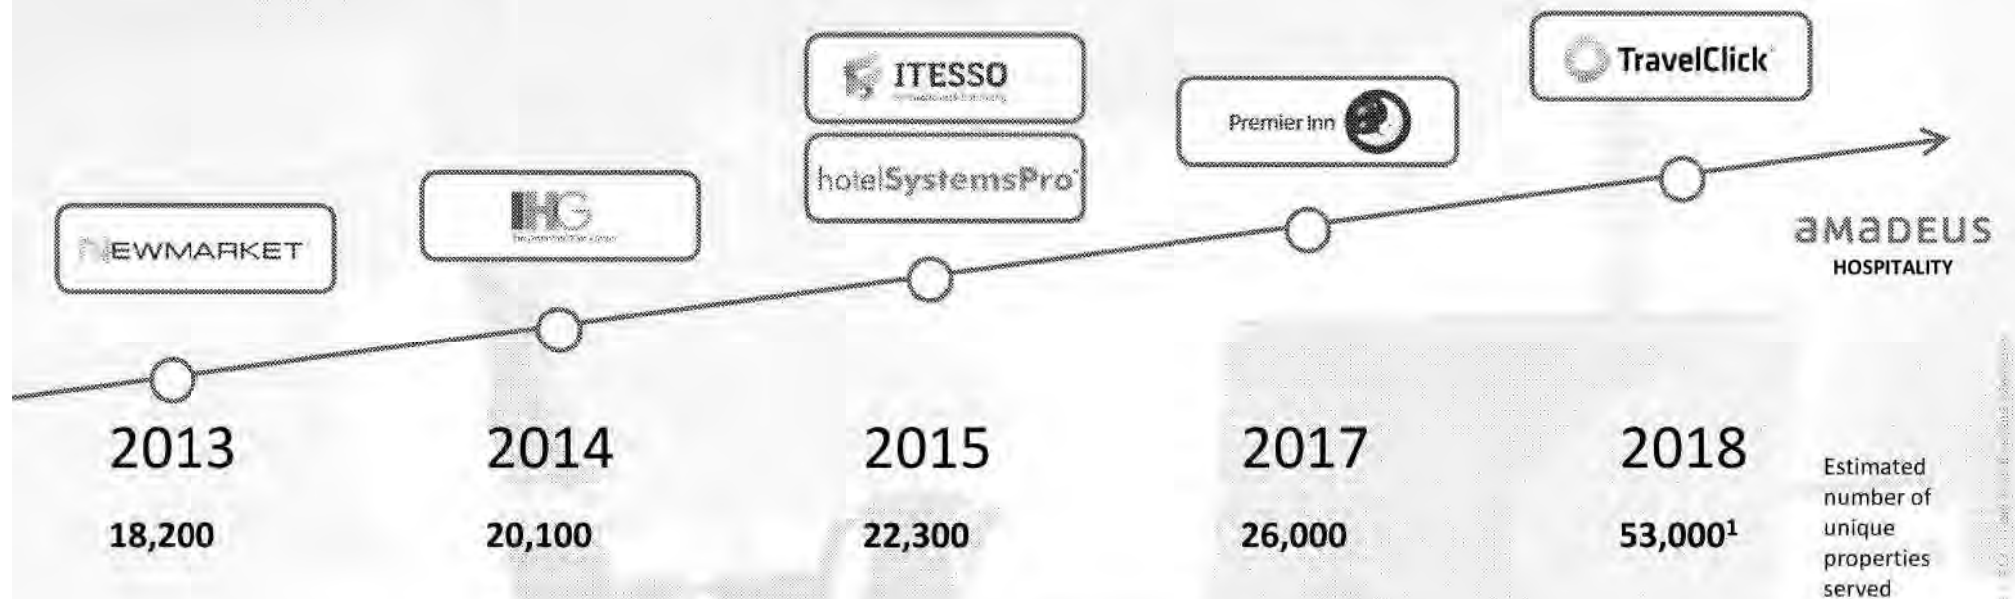 TravelClick
ITESSO
Premier Inn
hotelSystemsPro
IHG
NEWMARKET
aMaDEUS
HOSPITALITY
2013
2014
2015
2017
2018
18,200
20,100
22,300
26,000
53,000¹
Estimated
number of
unique
properties
served